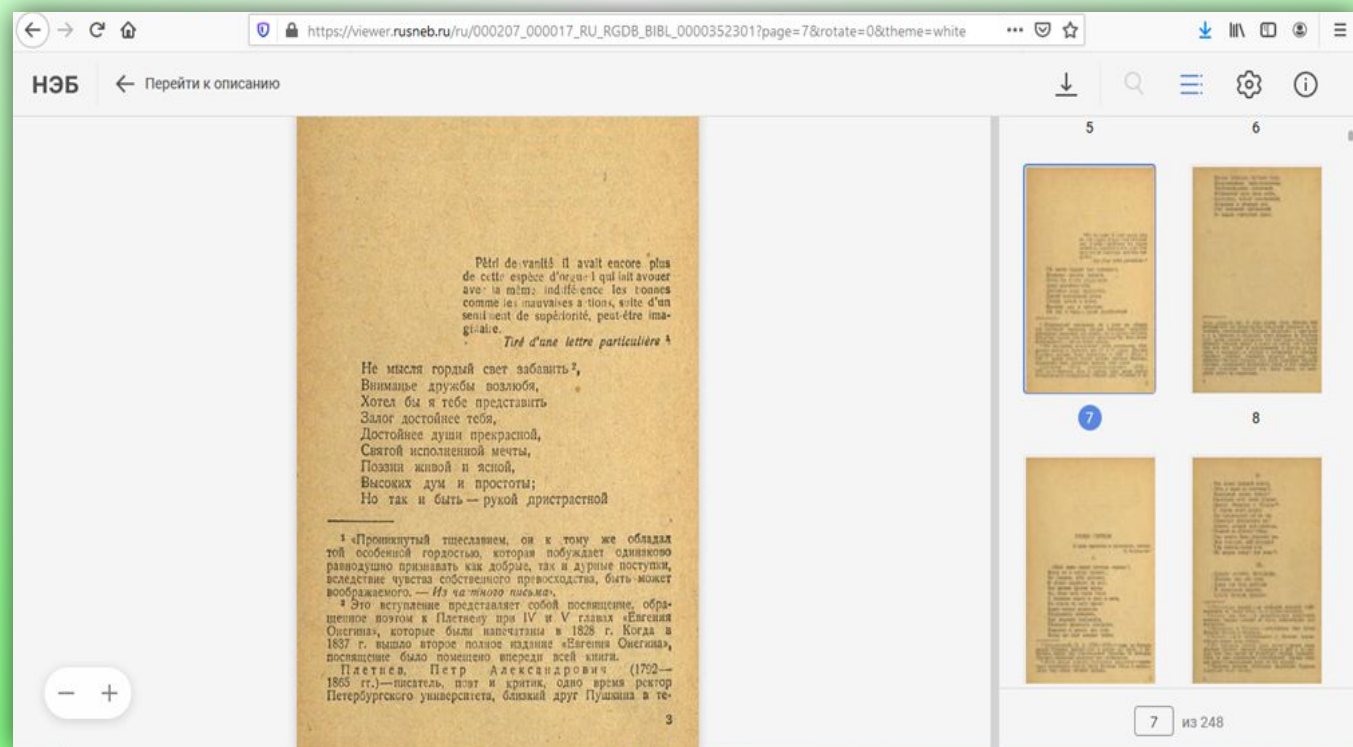 https://viewer.rusneb.ru/ru/000207_000017_RU_RGDB_BIBL_0000352301?page=7&rotate=0&theme=white
НЭБ
Перейти к описанию
Pêtri de vanité il avait encore plus
de cette espèce d'orgueil qui fait avouer
avec la même indifférence les bonnes
comme les mauvaises actions, suite d'un
sentiment de supériorité, peut-être ima-
ginaire.
Tiré d'une lettre particulière ¹
Не мысля гордый свет забавить ²,
Вниманье дружбы возлюбя,
Хотел бы я тебе представить
Залог достойнее тебя,
Достойнее души прекрасной,
Святой исполненной мечты,
Поэзии живой и ясной,
Высоких дум и простоты;
Но так и быть — рукой пристрастной
¹ «Проникнутый тщеславием, он к тому же обладал
той особенной гордостью, которая побуждает одинаково
равнодушно признавать как добрые, так и дурные поступки,
вследствие чувства собственного превосходства, быть может
воображаемого. — Из частного письма».
² Это вступление представляет собой посвящение, обра-
щенное поэтом к Плетневу при IV и V главах «Евгения
Онегина», которые были напечатаны в 1828 г. Когда в
1837 г. вышло второе полное издание «Евгения Онегина»,
посвящение было помещено впереди всей книги.
Плетнев, Петр Александрович (1792—
1865 гг.)—писатель, поэт и критик, одно время ректор
Петербургского университета, близкий друг Пушкина в те-
3
5
6
7
8
7 из 248